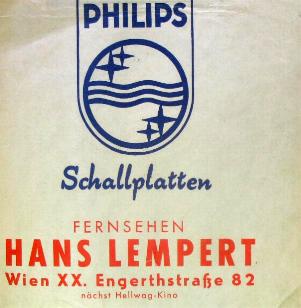 PHILIPS
Schallplatten
FERNSEHEN
HANS LEMPERT
Wien XX. Engerthstraße 82
nächst Hellwag-Kino